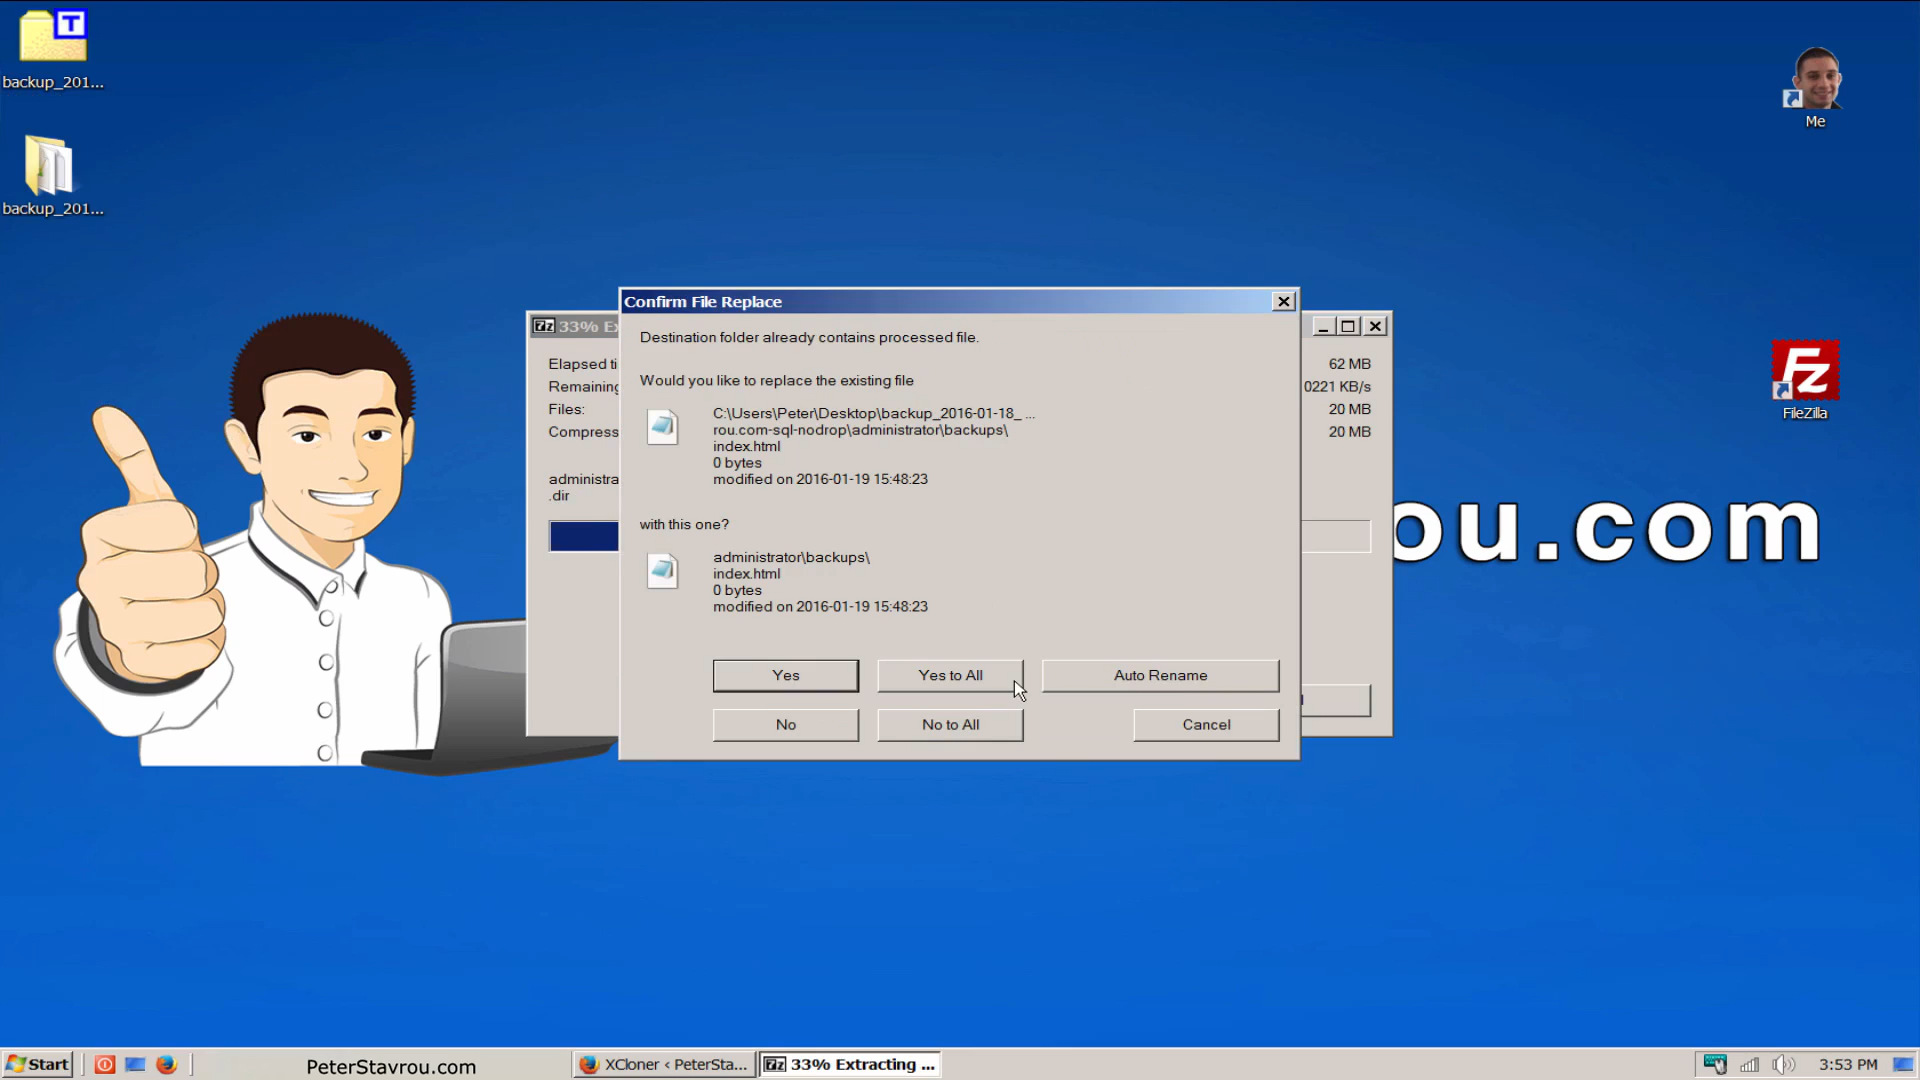 T
backup_201...
backup_201...
Me
FileZilla
ou.com
33% E
Elapsed ti
Remaining
Files:
Compress
administra
.dir
62 MB
0221 KB/s
20 MB
20 MB
Confirm File Replace
Destination folder already contains processed file.
Would you like to replace the existing file
C:\Users\Peter\Desktop\backup_2016-01-18_ ...
rou.com-sql-nodrop\administrator\backups\
index.html
0 bytes
modified on 2016-01-19 15:48:23
with this one?
administrator\backups\
index.html
0 bytes
modified on 2016-01-19 15:48:23
Yes
Yes to All
Auto Rename
No
No to All
Cancel
Start
PeterStavrou.com
XCloner ‹ PeterSta...
33% Extracting ...
3:53 PM